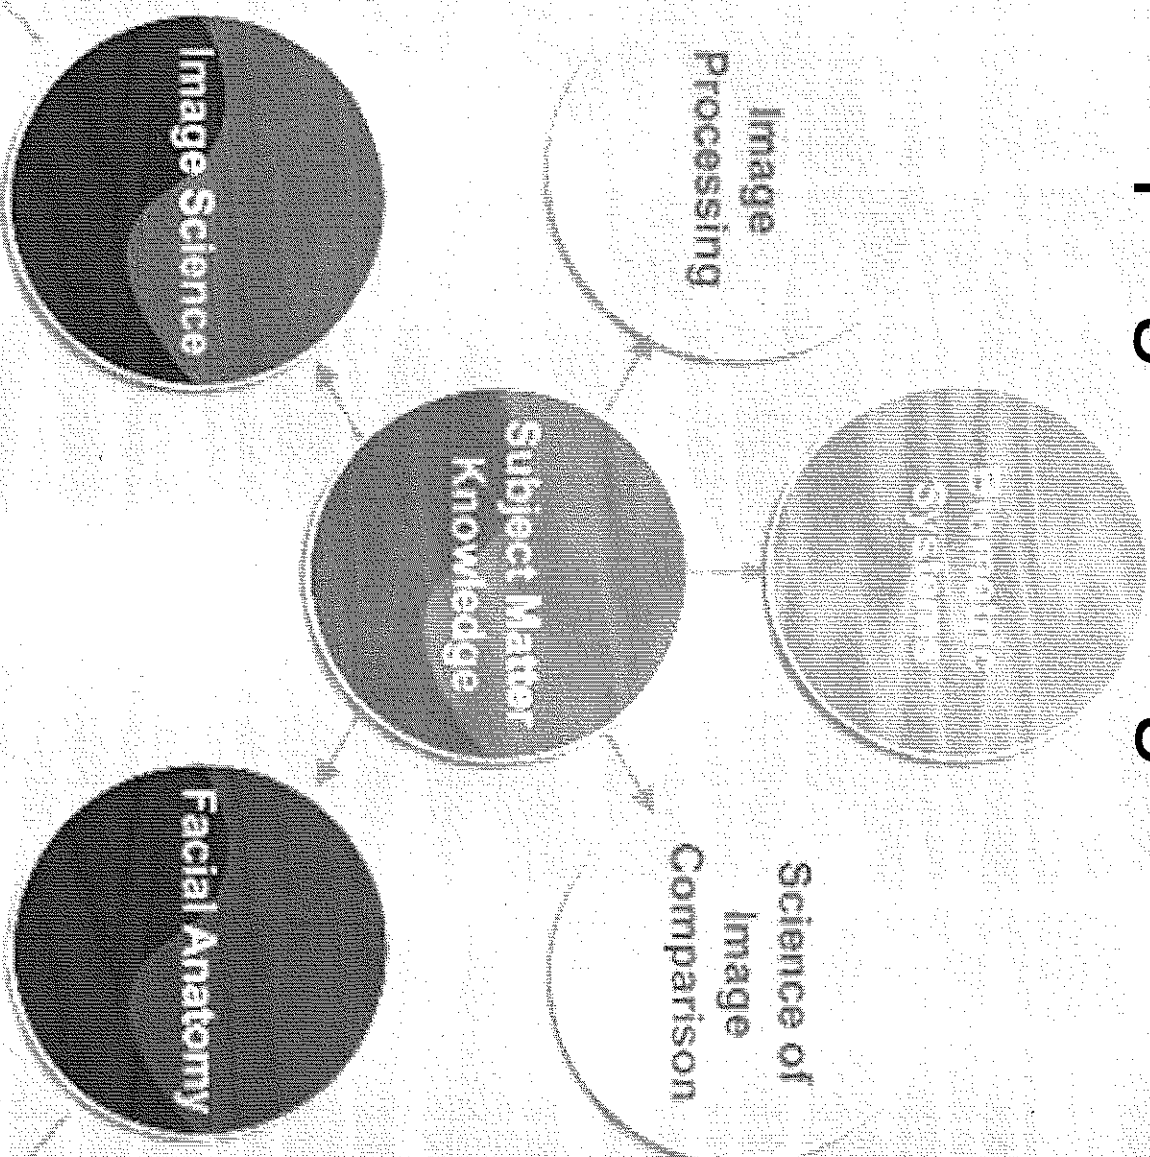 Image
Processing
Science of
Image
Comparison
Subject Matter
Knowledge
Image Science
Facial Anatomy